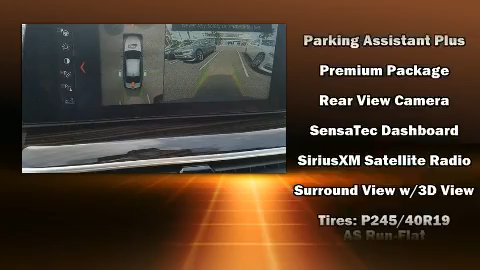 Parking Assistant Plus
Premium Package
Rear View Camera
SensaTec Dashboard
SiriusXM Satellite Radio
Surround View w/3D View
Tires: P245/40R19
AS Run-Flat